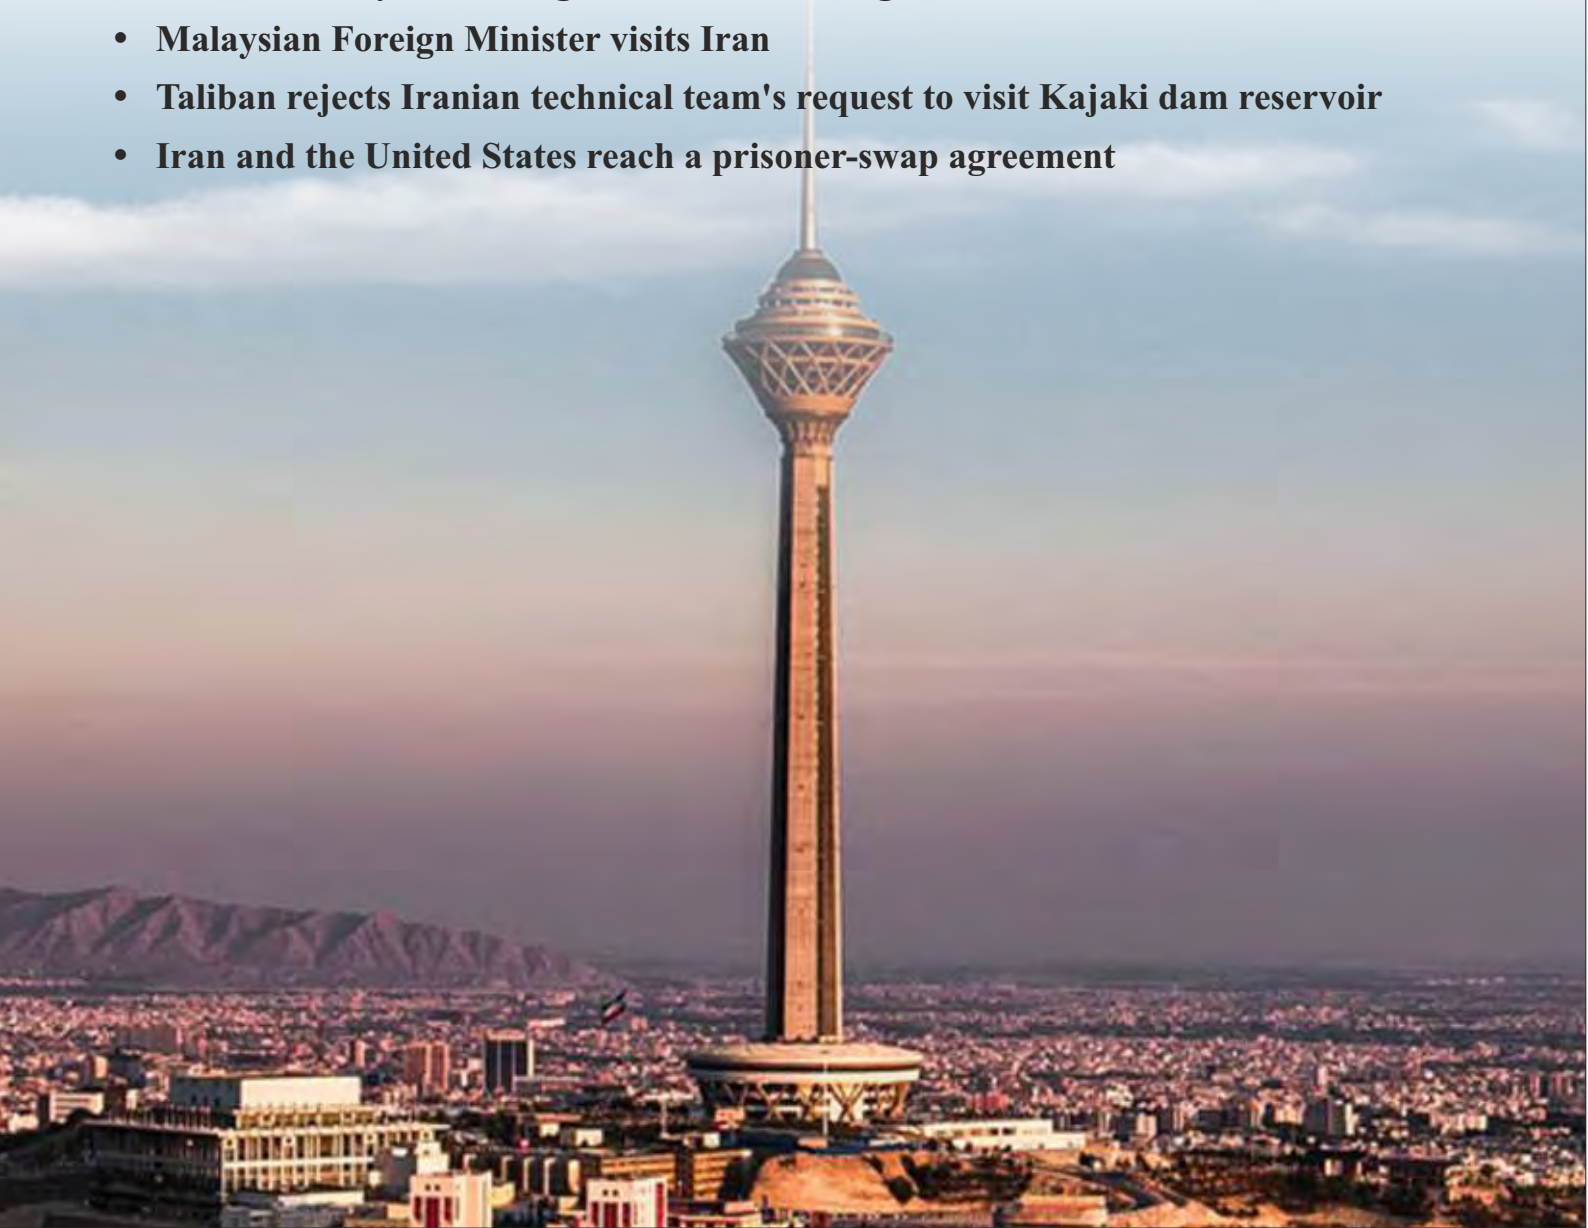 • Malaysian Foreign Minister visits Iran
• Taliban rejects Iranian technical team's request to visit Kajaki dam reservoir
• Iran and the United States reach a prisoner-swap agreement